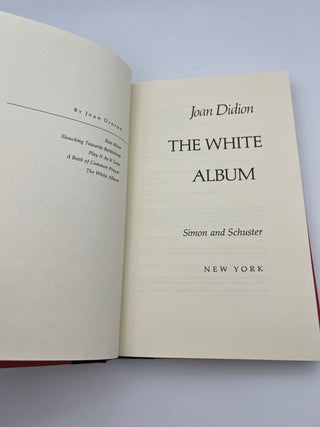 BY JOAN DIDION
Run River
Slouching Towards Bethlehem
Play It As It Lays
A Book of Common Prayer
The White Album
Joan Didion
THE WHITE
ALBUM
Simon and Schuster
NEW YORK